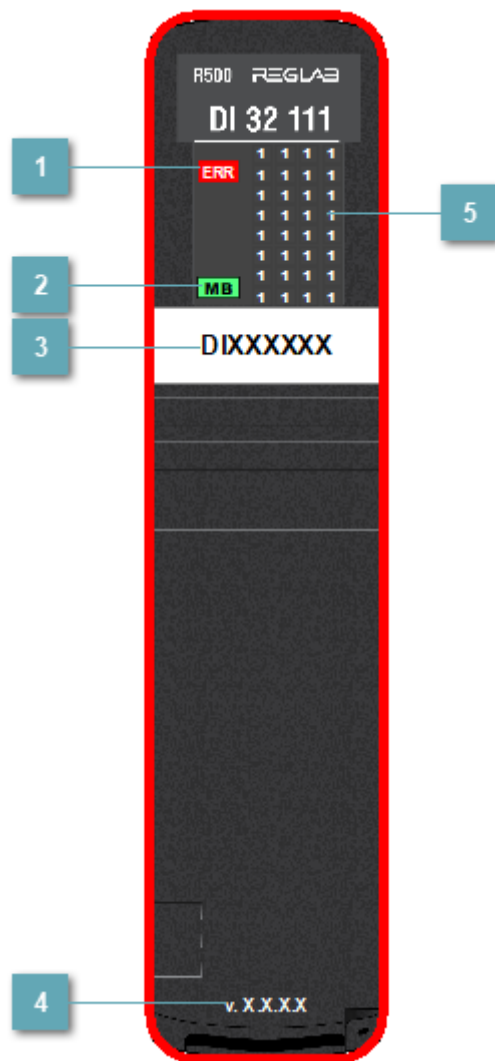 R500 REGLAB
DI 32 111
1 1 1 1
1
ERR
1 1 1 1
1 1 1 1
1 1 1 1
5
1 1 1 1
1 1 1 1
1 1 1 1
2
MB
1 1 1 1
3
DIXXXXXX
4
v. X.X.X.X